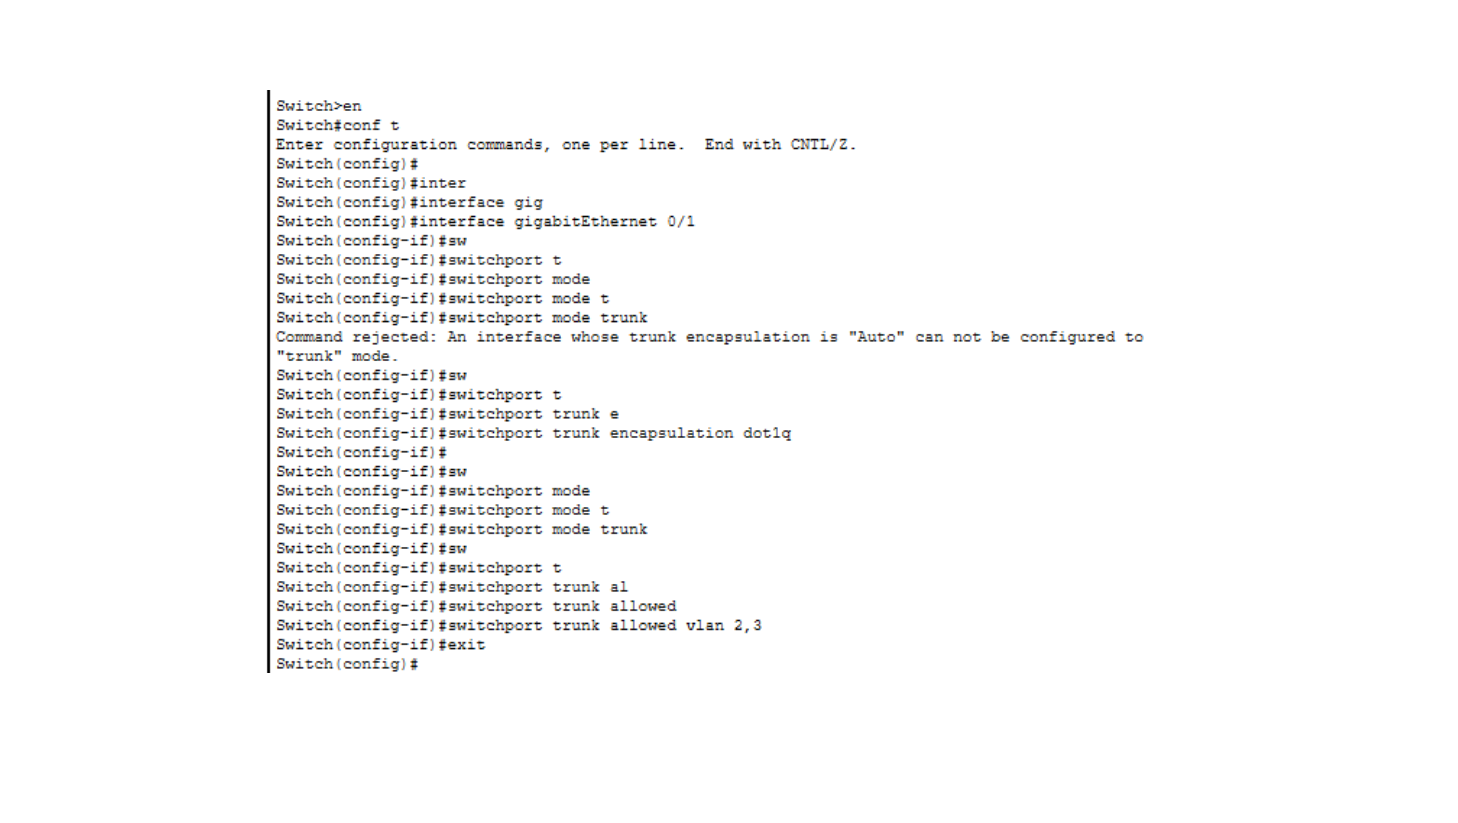 Switch>en
Switch#conf t
Enter configuration commands, one per line.  End with CNTL/Z.
Switch(config)#
Switch(config)#inter
Switch(config)#interface gig
Switch(config)#interface gigabitEthernet 0/1
Switch(config-if)#sw
Switch(config-if)#switchport t
Switch(config-if)#switchport mode
Switch(config-if)#switchport mode t
Switch(config-if)#switchport mode trunk
Command rejected: An interface whose trunk encapsulation is "Auto" can not be configured to
"trunk" mode.
Switch(config-if)#sw
Switch(config-if)#switchport t
Switch(config-if)#switchport trunk e
Switch(config-if)#switchport trunk encapsulation dot1q
Switch(config-if)#
Switch(config-if)#sw
Switch(config-if)#switchport mode
Switch(config-if)#switchport mode t
Switch(config-if)#switchport mode trunk
Switch(config-if)#sw
Switch(config-if)#switchport t
Switch(config-if)#switchport trunk al
Switch(config-if)#switchport trunk allowed
Switch(config-if)#switchport trunk allowed vlan 2,3
Switch(config-if)#exit
Switch(config)#